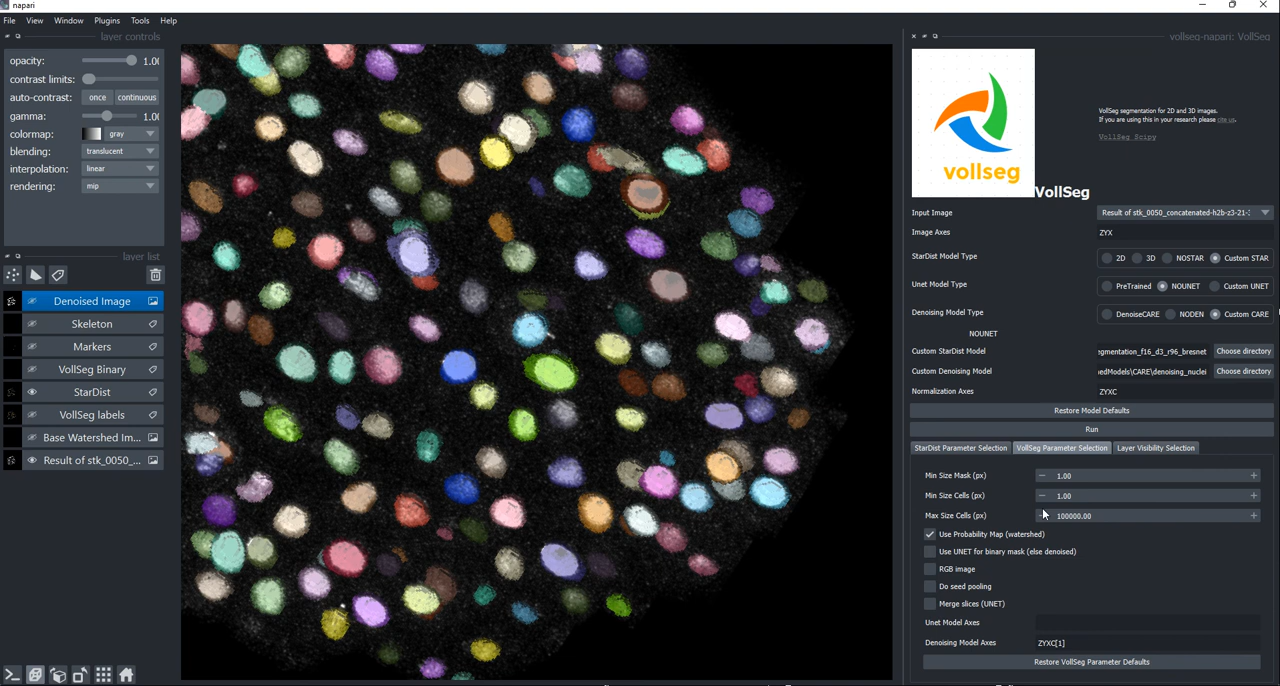 napari
File View Window Plugins Tools Help
layer controls
opacity: 1.0(
contrast limits:
auto-contrast: once continuous
gamma: 1.0(
colormap: gray
blending: translucent
interpolation: linear
rendering: mip
layer list
Denoised Image
Skeleton
Markers
VollSeg Binary
StarDist
VollSeg labels
Base Watershed Im...
Result of stk_0050_...
vollseg-napari: VollSeg
vollseg
VollSeg
VollSeg segmentation for 2D and 3D images.
If you are using this in your research please cite us.
VollSeg Scipy
Input Image Result of stk_0050_concatenated-h2b-z3-21-:
Image Axes ZYX
StarDist Model Type 2D 3D NOSTAR Custom STAR
Unet Model Type PreTrained NOUNET Custom UNET
Denoising Model Type DenoiseCARE NODEN Custom CARE
NOUNET
Custom StarDist Model egmentation_f16_d3_r96_bresnet Choose directory
Custom Denoising Model edModels\CARE\denoising_nuclei Choose directory
Normalization Axes ZYXC
Restore Model Defaults
Run
StarDist Parameter Selection VollSeg Parameter Selection Layer Visibility Selection
Min Size Mask (px) − 1.00 +
Min Size Cells (px) − 1.00 +
Max Size Cells (px) − 100000.00 +
Use Probability Map (watershed)
Use UNET for binary mask (else denoised)
RGB image
Do seed pooling
Merge slices (UNET)
Unet Model Axes
Denoising Model Axes ZYXC[1]
Restore VollSeg Parameter Defaults